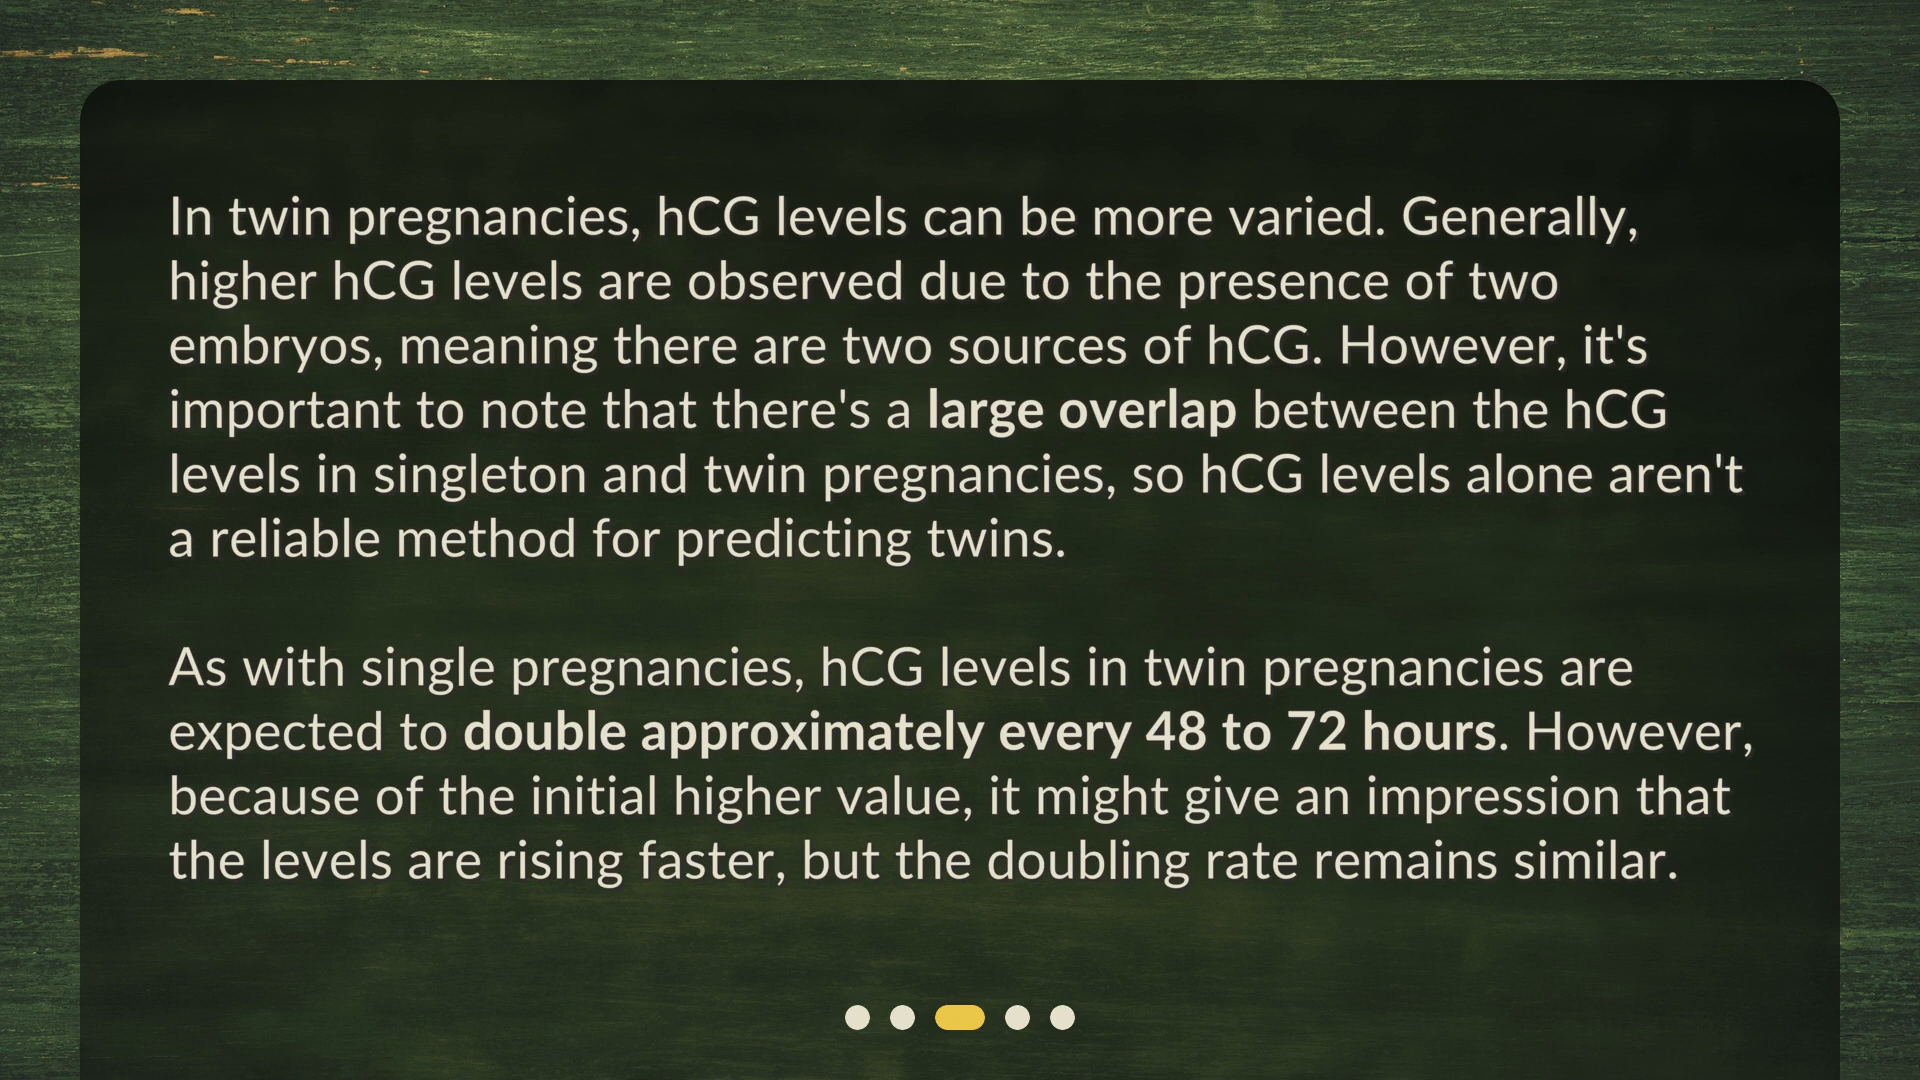 In twin pregnancies, hCG levels can be more varied. Generally,
higher hCG levels are observed due to the presence of two
embryos, meaning there are two sources of hCG. However, it's
important to note that there's a large overlap between the hCG
levels in singleton and twin pregnancies, so hCG levels alone aren't
a reliable method for predicting twins.
As with single pregnancies, hCG levels in twin pregnancies are
expected to double approximately every 48 to 72 hours. However,
because of the initial higher value, it might give an impression that
the levels are rising faster, but the doubling rate remains similar.